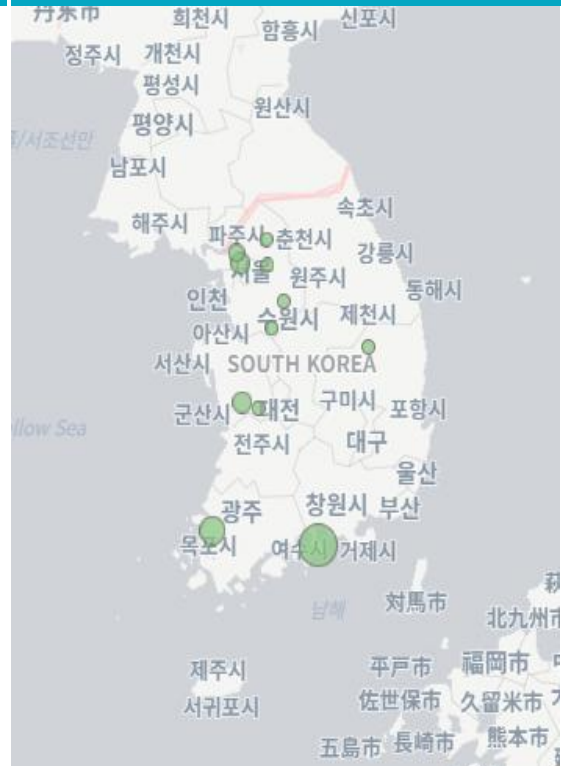 丹东市
희천시
신포시
함흥시
정주시
개천시
평성시
원산시
평양시
/서조선만
남포시
해주시
속초시
파주시
춘천시
강릉시
서울
원주시
동해시
인천
수원시
제천시
아산시
서산시
SOUTH KOREA
구미시
군산시
대전
포항시
llow Sea
전주시
대구
울산
창원시
부산
광주
목포시
여수시
거제시
남해
対馬市
北九州市
제주시
平戸市
福岡市
서귀포시
佐世保市
久留米市
五島市
長崎市
熊本市